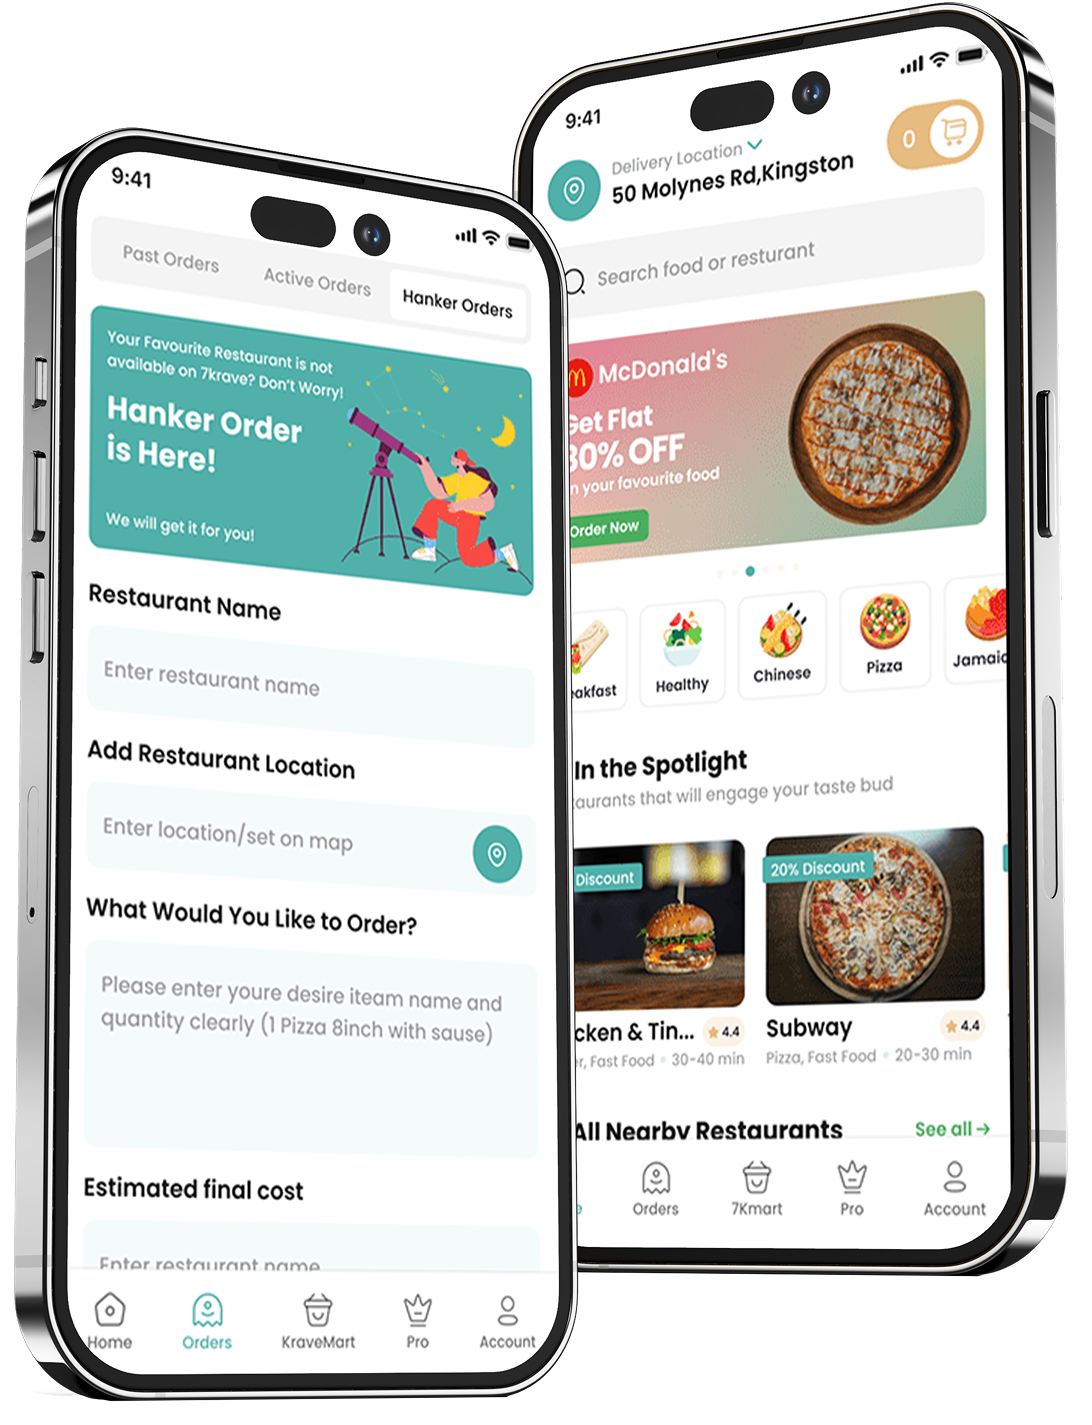 9:41
Past Orders
Active Orders
Hanker Orders
Your Favourite Restaurant is not
available on 7krave? Don't Worry!
Hanker Order
is Here!
We will get it for you!
Restaurant Name
Enter restaurant name
Add Restaurant Location
Enter location/set on map
What Would You Like to Order?
Please enter youre desire iteam name and
quantity clearly (1 Pizza 8inch with sause)
Estimated final cost
Enter restaurant name
Home
Orders
KraveMart
Pro
Account
9:41
Delivery Location
50 Molynes Rd,Kingston
0
Search food or resturant
McDonald's
Get Flat
30% OFF
n your favourite food
Order Now
akfast
Healthy
Chinese
Pizza
Jamaic
In the Spotlight
taurants that will engage your taste bud
Discount
20% Discount
cken & Tin...
4.4
er, Fast Food
30-40 min
Subway
4.4
Pizza, Fast Food
20-30 min
All Nearby Restaurants
See all →
e
Orders
7Kmart
Pro
Account